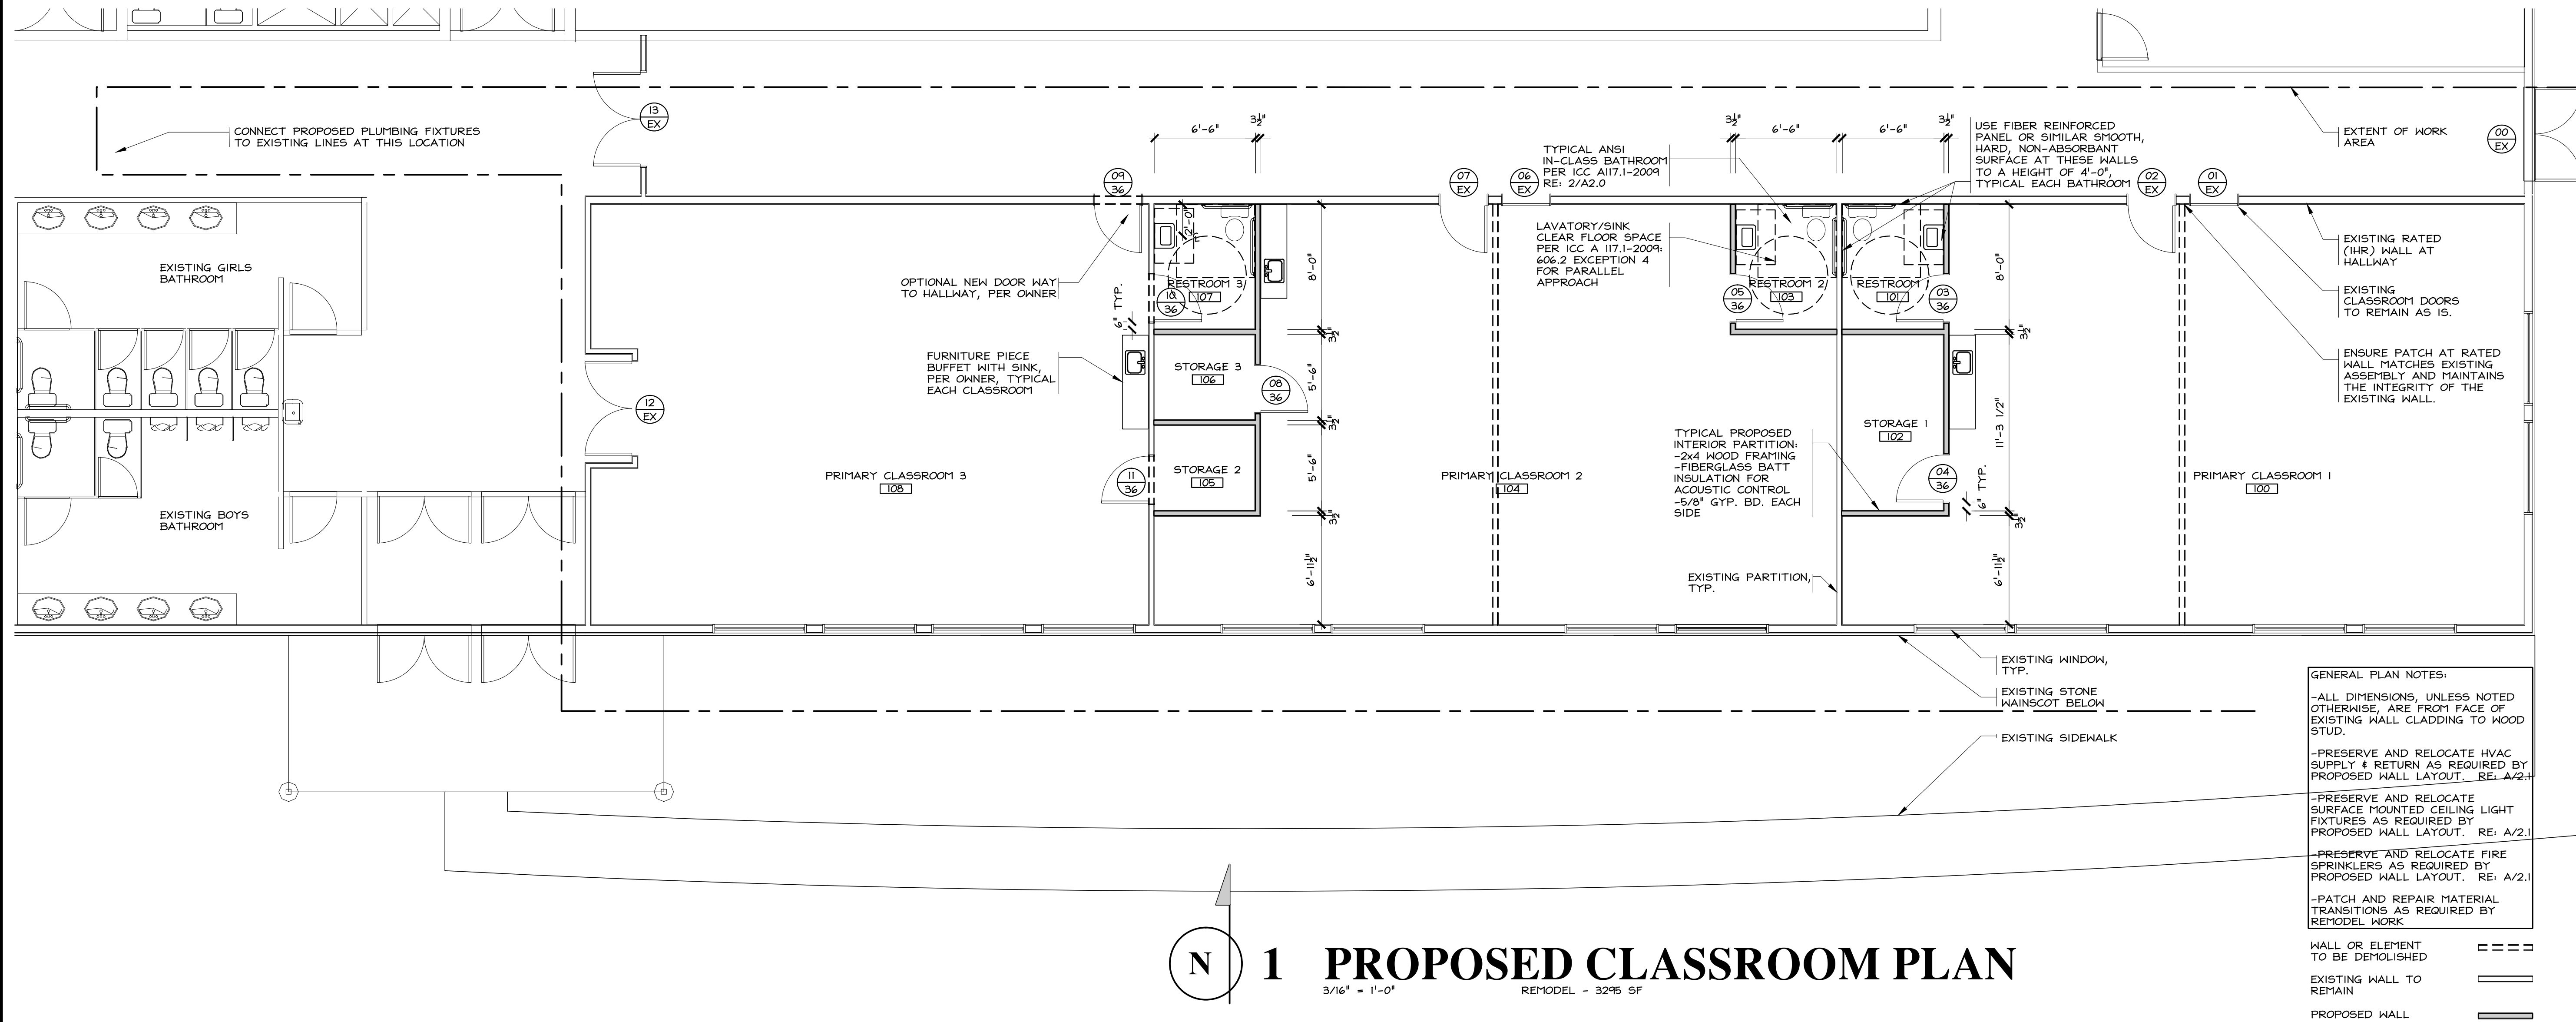 CONNECT PROPOSED PLUMBING FIXTURES
TO EXISTING LINES AT THIS LOCATION
13
EX
6'-6"
3½"
TYPICAL ANSI
IN-CLASS BATHROOM
PER ICC A117.1-2009
RE: 2/A2.0
3½"
6'-6"
6'-6"
3½"
USE FIBER REINFORCED
PANEL OR SIMILAR SMOOTH,
HARD, NON-ABSORBANT
SURFACE AT THESE WALLS
TO A HEIGHT OF 4'-0",
TYPICAL EACH BATHROOM
EXTENT OF WORK
AREA
00
EX
09
36
07
EX
06
EX
02
EX
01
EX
EXISTING GIRLS
BATHROOM
OPTIONAL NEW DOOR WAY
TO HALLWAY, PER OWNER
2'-0"
LAVATORY/SINK
CLEAR FLOOR SPACE
PER ICC A 117.1-2009:
606.2 EXCEPTION 4
FOR PARALLEL
APPROACH
EXISTING RATED
(1HR) WALL AT
HALLWAY
EXISTING
CLASSROOM DOORS
TO REMAIN AS IS.
ENSURE PATCH AT RATED
WALL MATCHES EXISTING
ASSEMBLY AND MAINTAINS
THE INTEGRITY OF THE
EXISTING WALL.
RESTROOM 3
107
10
36
6" TYP.
8'-0"
3½"
RESTROOM 2
103
05
36
RESTROOM 1
101
03
36
8'-0"
3½"
FURNITURE PIECE
BUFFET WITH SINK,
PER OWNER, TYPICAL
EACH CLASSROOM
STORAGE 3
106
08
36
5'-6"
3½"
12
EX
STORAGE 1
102
11'-3 1/2"
TYPICAL PROPOSED
INTERIOR PARTITION:
-2x4 WOOD FRAMING
-FIBERGLASS BATT
INSULATION FOR
ACOUSTIC CONTROL
-5/8" GYP. BD. EACH
SIDE
PRIMARY CLASSROOM 3
108
11
36
STORAGE 2
105
5'-6"
3½"
PRIMARY CLASSROOM 2
104
04
36
6" TYP.
3½"
PRIMARY CLASSROOM 1
100
EXISTING BOYS
BATHROOM
6'-11½"
EXISTING PARTITION,
TYP.
6'-11½"
EXISTING WINDOW,
TYP.
EXISTING STONE
WAINSCOT BELOW
EXISTING SIDEWALK
GENERAL PLAN NOTES:
-ALL DIMENSIONS, UNLESS NOTED
OTHERWISE, ARE FROM FACE OF
EXISTING WALL CLADDING TO WOOD
STUD.
-PRESERVE AND RELOCATE HVAC
SUPPLY & RETURN AS REQUIRED BY
PROPOSED WALL LAYOUT. RE: A/2.1
-PRESERVE AND RELOCATE
SURFACE MOUNTED CEILING LIGHT
FIXTURES AS REQUIRED BY
PROPOSED WALL LAYOUT. RE: A/2.1
-PRESERVE AND RELOCATE FIRE
SPRINKLERS AS REQUIRED BY
PROPOSED WALL LAYOUT. RE: A/2.1
-PATCH AND REPAIR MATERIAL
TRANSITIONS AS REQUIRED BY
REMODEL WORK
WALL OR ELEMENT
TO BE DEMOLISHED
EXISTING WALL TO
REMAIN
PROPOSED WALL
N
1 PROPOSED CLASSROOM PLAN
3/16" = 1'-0"
REMODEL - 3295 SF